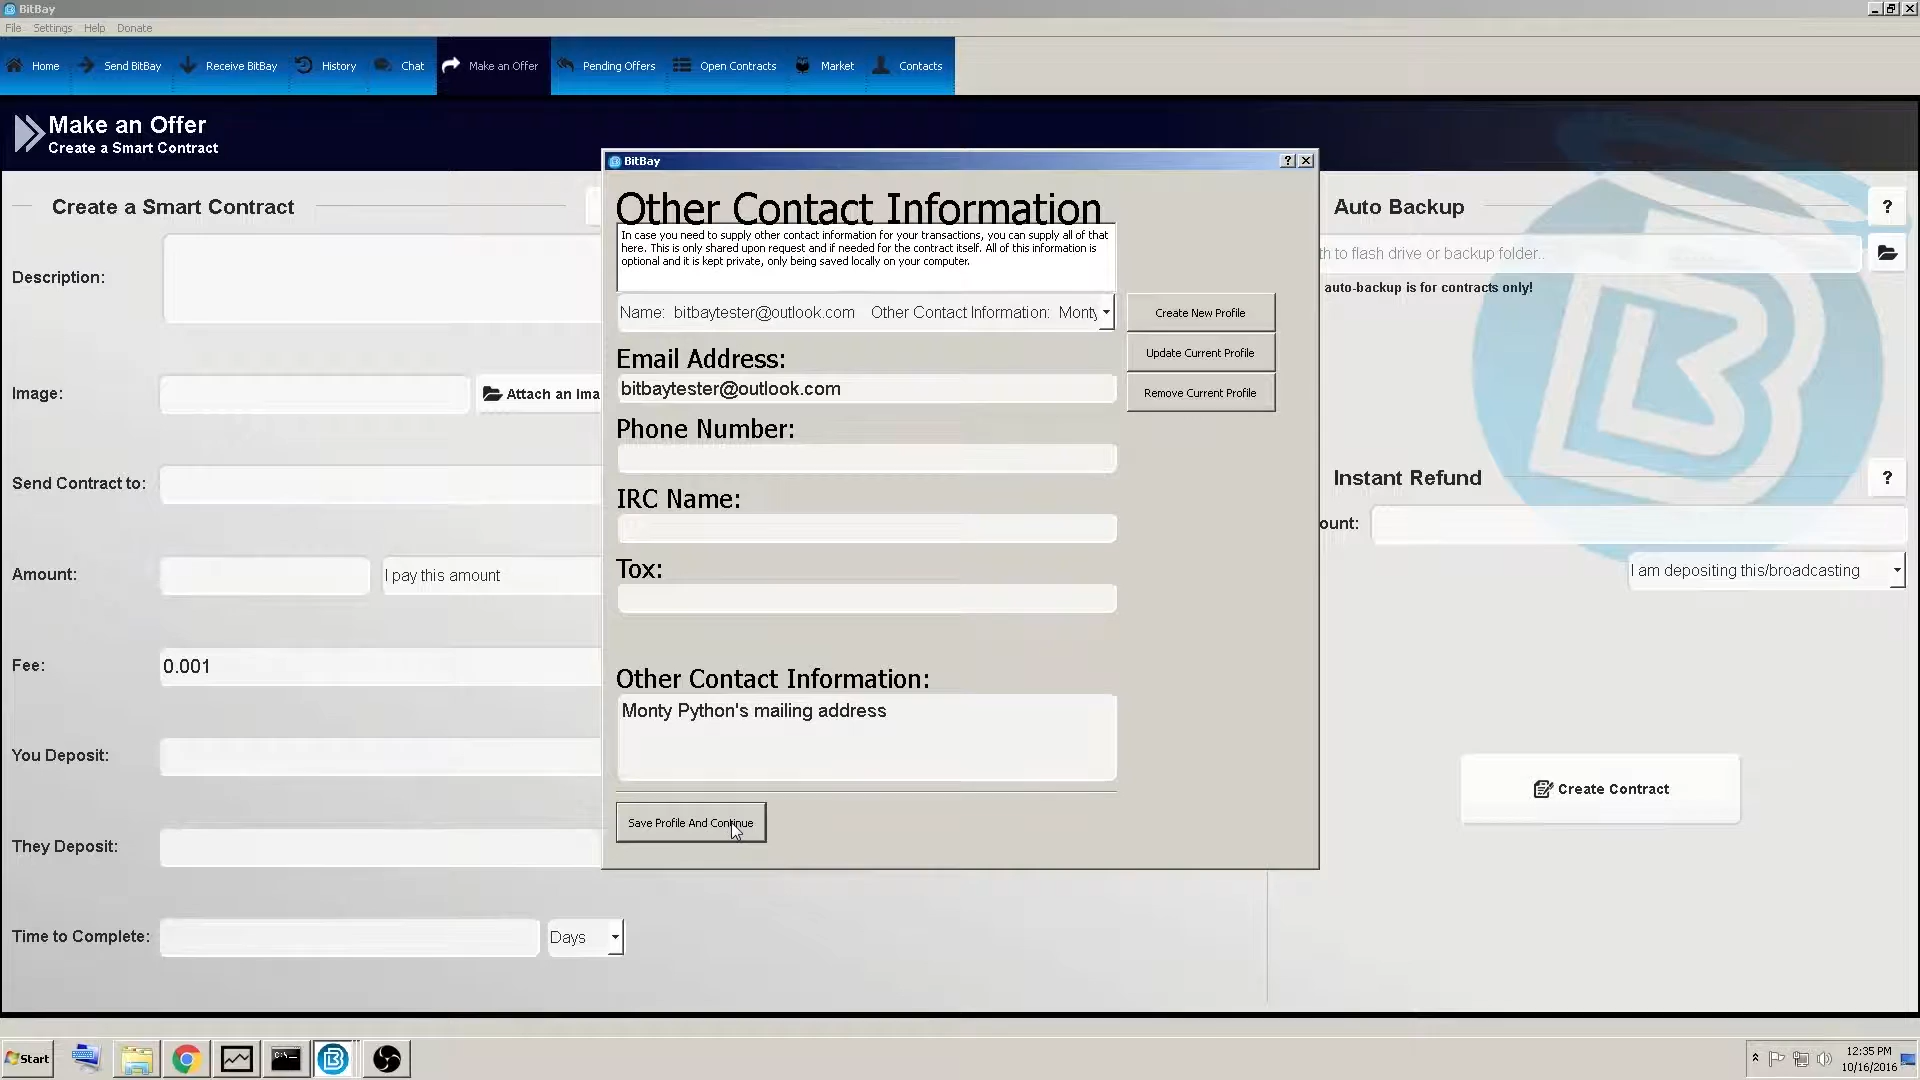 BitBay
File Settings Help Donate
Home Send BitBay Receive BitBay History Chat Make an Offer Pending Offers Open Contracts Market Contacts
Make an Offer
Create a Smart Contract
BitBay
? 
Other Contact Information
In case you need to supply other contact information for your transactions, you can supply all of that
here. This is only shared upon request and if needed for the contract itself. All of this information is
optional and it is kept private, only being saved locally on your computer.
Name: bitbaytester@outlook.com Other Contact Information: Monty
Create New Profile
Email Address:
Update Current Profile
bitbaytester@outlook.com
Remove Current Profile
Phone Number:
IRC Name:
Tox:
Other Contact Information:
Monty Python's mailing address
Save Profile And Continue
Create a Smart Contract
Description:
Image:
Attach an Ima
Send Contract to:
Amount:
I pay this amount
Fee:
0.001
You Deposit:
They Deposit:
Time to Complete:
Days
Auto Backup
?
th to flash drive or backup folder..
auto-backup is for contracts only!
Instant Refund
?
ount:
I am depositing this/broadcasting
Create Contract
Start
C:\
12:35 PM
10/16/2016